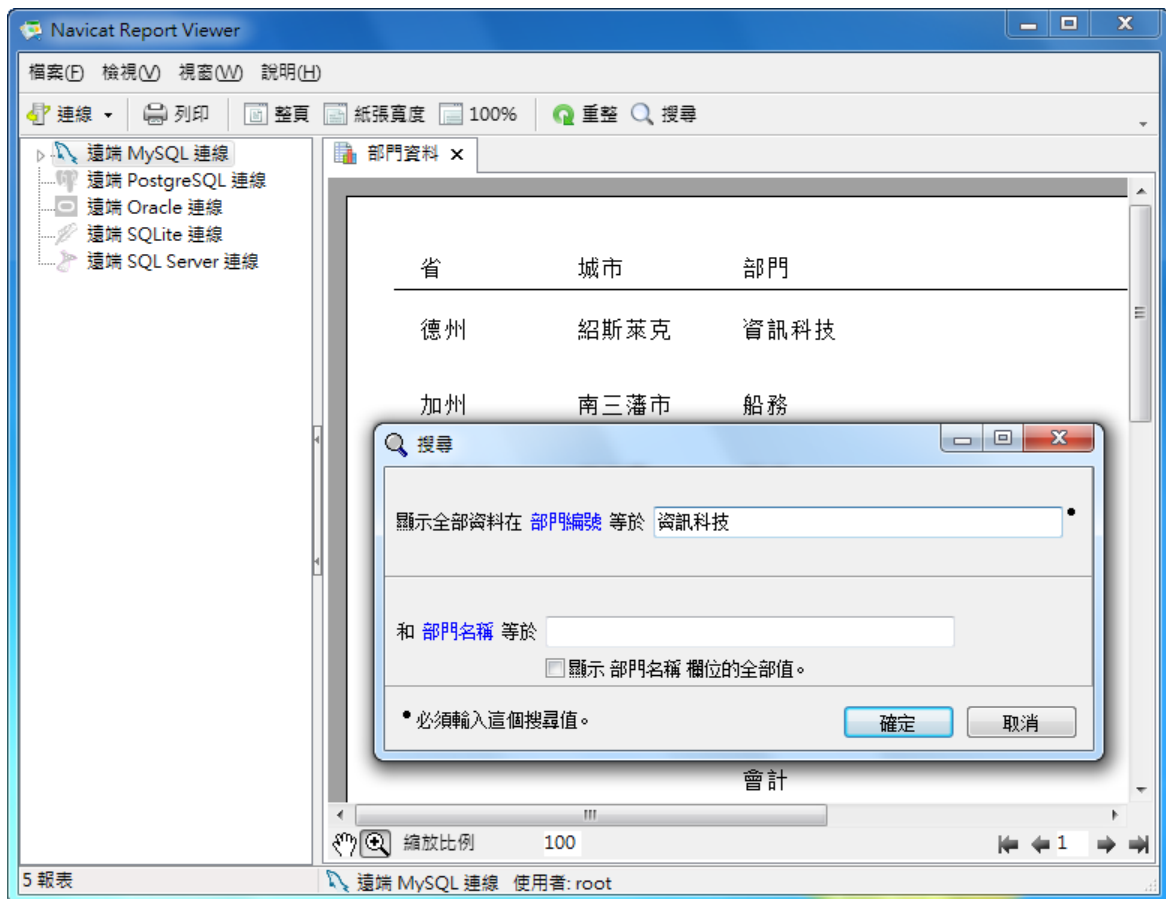 Navicat Report Viewer
檔案(F) 檢視(V) 視窗(W) 說明(H)
連線 列印 整頁 紙張寬度 100% 重整 搜尋
遠端 MySQL 連線
遠端 PostgreSQL 連線
遠端 Oracle 連線
遠端 SQLite 連線
遠端 SQL Server 連線
部門資料
省 城市 部門
德州 紹斯萊克 資訊科技
加州 南三藩市 船務
搜尋
顯示全部資料在 部門編號 等於 資訊科技 •
和 部門名稱 等於
顯示 部門名稱 欄位的全部值。
•必須輸入這個搜尋值。 確定 取消
會計
縮放比例 100 1
5 報表 遠端 MySQL 連線 使用者: root